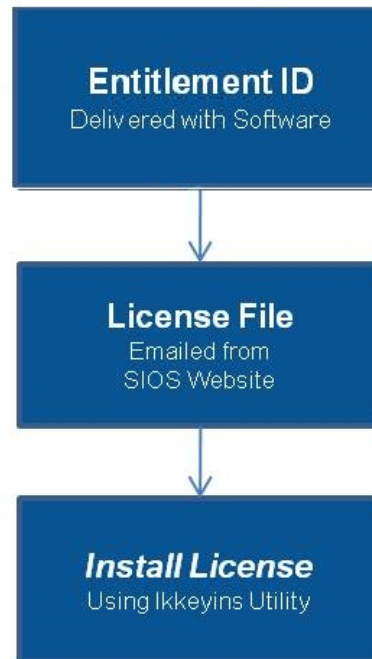 Entitlement ID
Delivered with Software
License File
Emailed from
SIOS Website
Install License
Using lkkeyins Utility